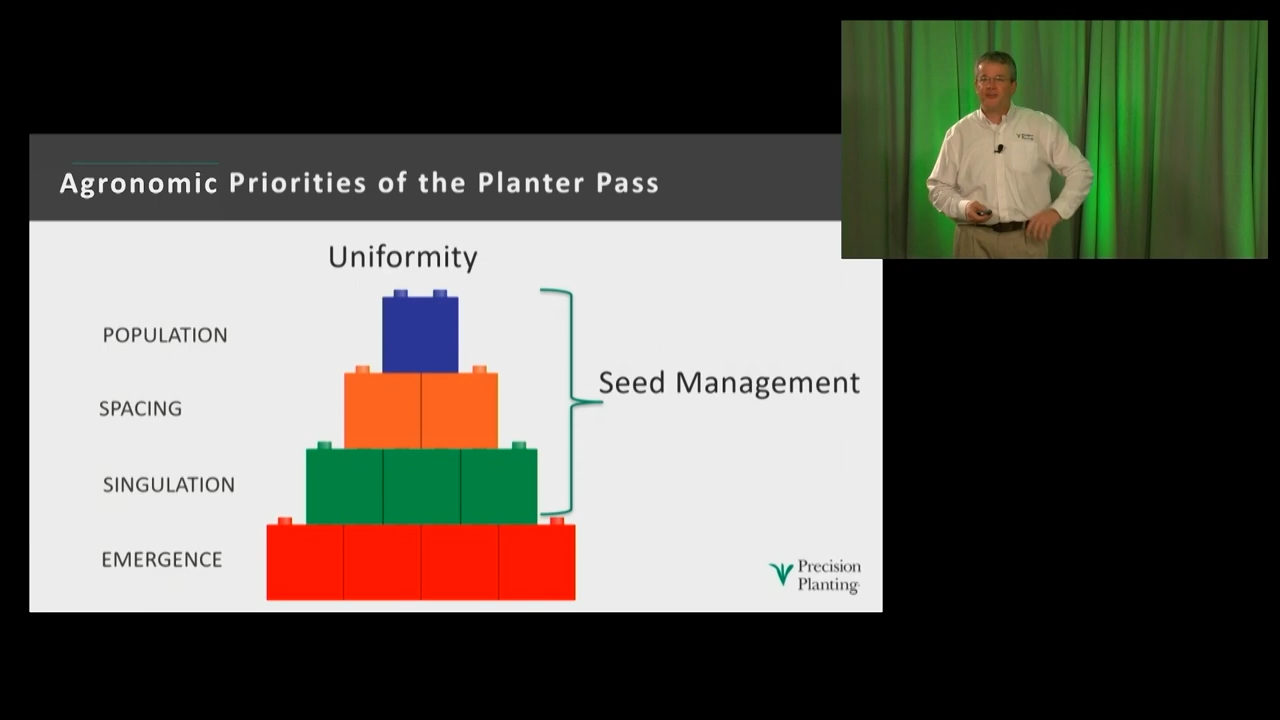 Agronomic Priorities of the Planter Pass
Uniformity
POPULATION
SPACING
Seed Management
SINGULATION
EMERGENCE
Precision
Planting